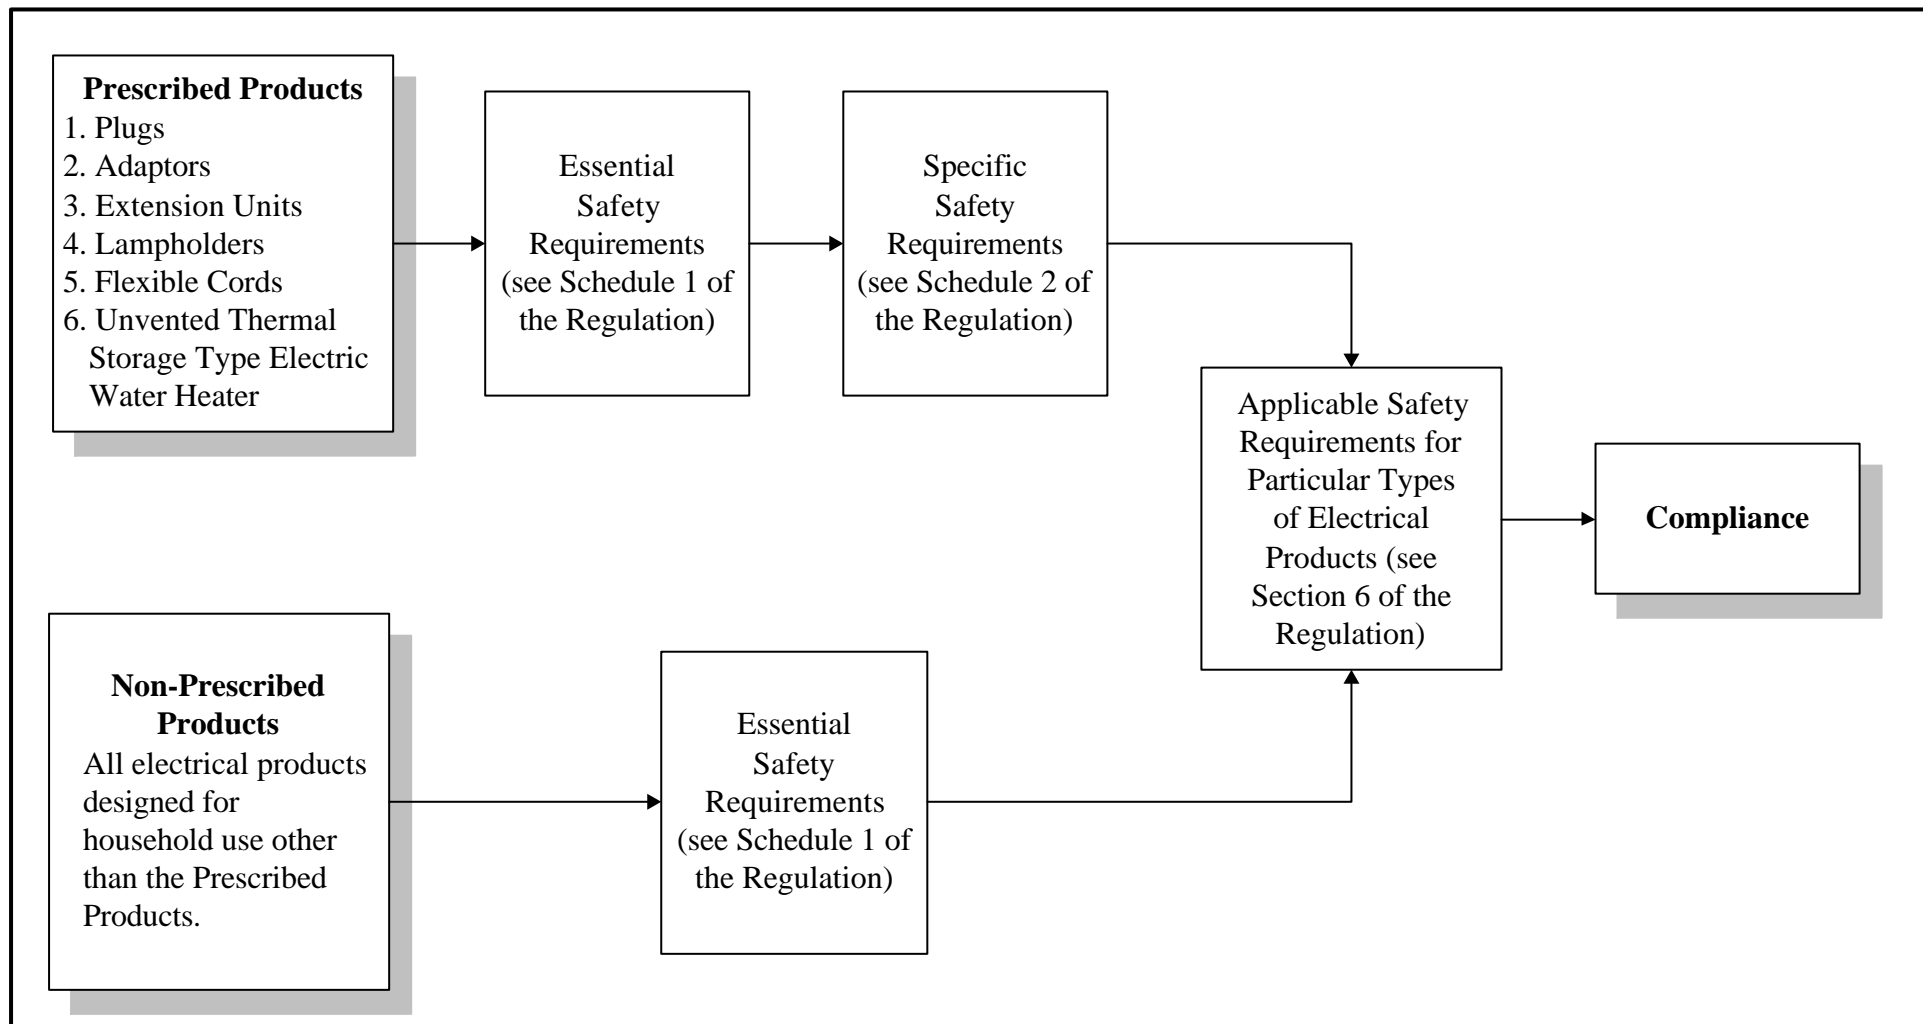 Prescribed Products
1. Plugs
2. Adaptors
3. Extension Units
4. Lampholders
5. Flexible Cords
6. Unvented Thermal
Storage Type Electric
Water Heater
Essential
Safety
Requirements
(see Schedule 1 of
the Regulation)
Specific
Safety
Requirements
(see Schedule 2 of
the Regulation)
Applicable Safety
Requirements for
Particular Types
of Electrical
Products (see
Section 6 of the
Regulation)
Compliance
Non-Prescribed
Products
All electrical products
designed for
household use other
than the Prescribed
Products.
Essential
Safety
Requirements
(see Schedule 1 of
the Regulation)